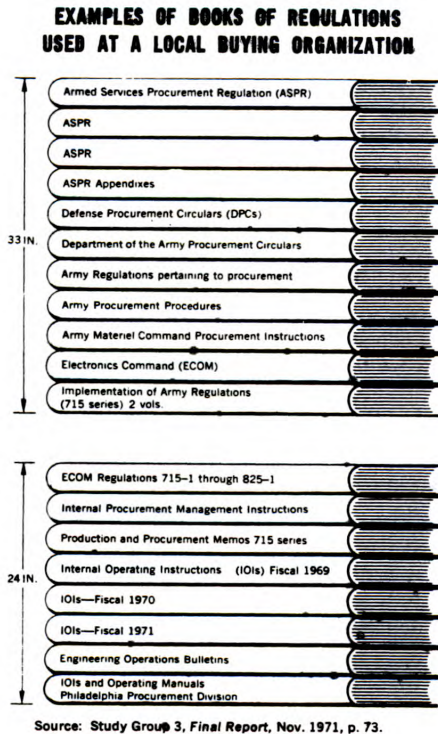 EXAMPLES OF BOOKS OF REGULATIONS
USED AT A LOCAL BUYING ORGANIZATION
Armed Services Procurement Regulation (ASPR)
ASPR
ASPR
ASPR Appendixes
Defense Procurement Circulars (DPCs)
33 IN.
Department of the Army Procurement Circulars
Army Regulations pertaining to procurement
Army Procurement Procedures
Army Materiel Command Procurement Instructions
Electronics Command (ECOM)
Implementation of Army Regulations
(715 series) 2 vols.
ECOM Regulations 715-1 through 825-1
Internal Procurement Management Instructions
Production and Procurement Memos 715 series
24 IN.
Internal Operating Instructions (IOIs) Fiscal 1969
IOIs—Fiscal 1970
IOIs—Fiscal 1971
Engineering Operations Bulletins
IOIs and Operating Manuals
Philadelphia Procurement Division
Source: Study Group 3, Final Report, Nov. 1971, p. 73.